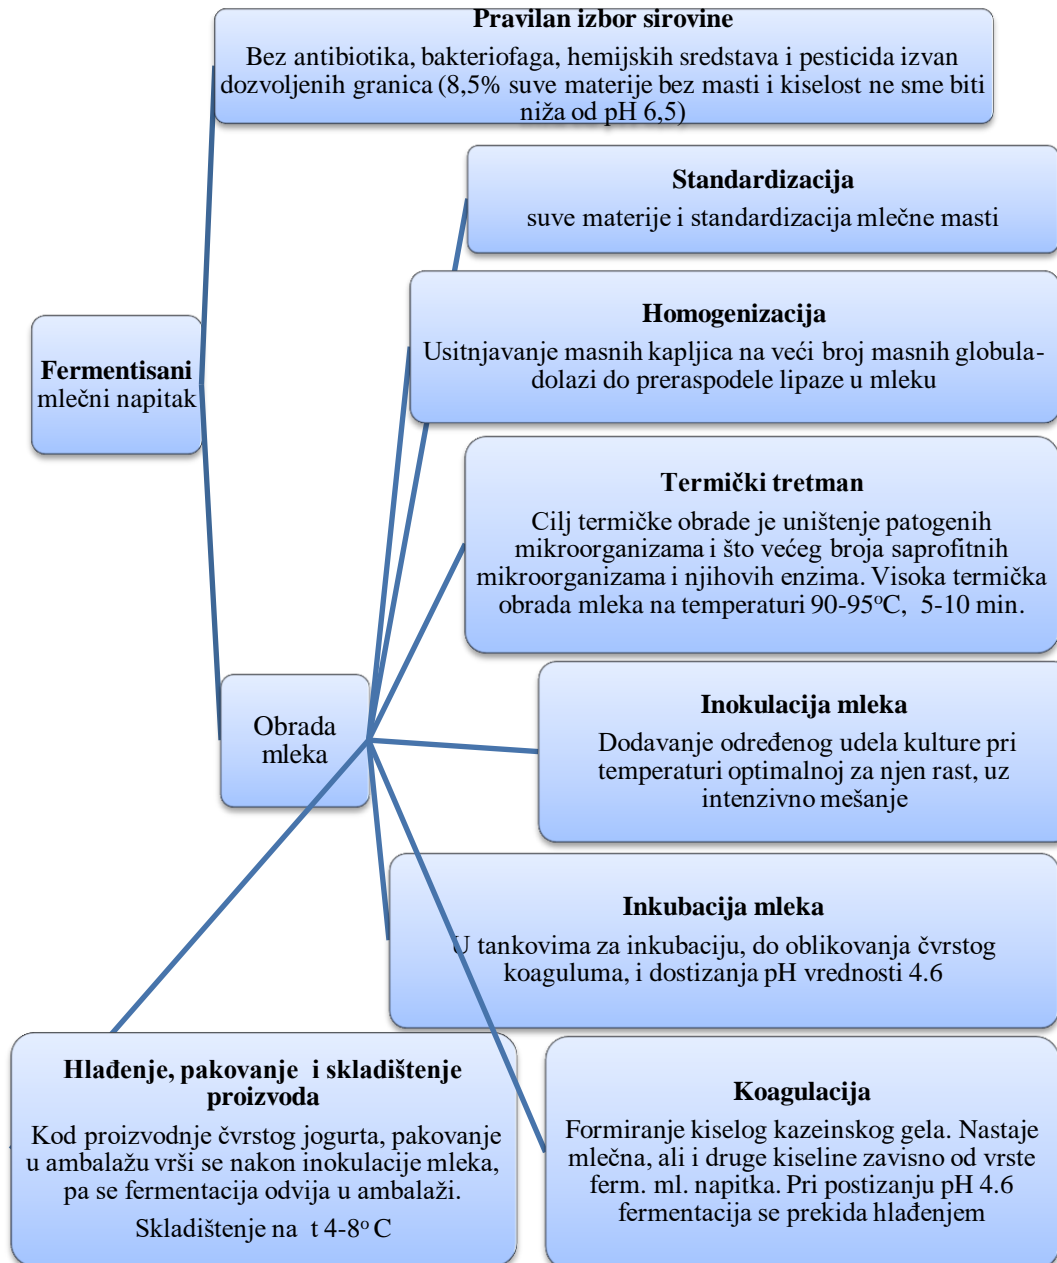 Pravilan izbor sirovine
Bez antibiotika, bakteriofaga, hemijskih sredstava i pesticida izvan
dozvoljenih granica (8,5% suve materije bez masti i kiselost ne sme biti
niža od pH 6,5)
Standardizacija
suve materije i standardizacija mlečne masti
Homogenizacija
Usitnjavanje masnih kapljica na veći broj masnih globula-
dolazi do preraspodele lipaze u mleku
Fermentisani
mlečni napitak
Termički tretman
Cilj termičke obrade je uništenje patogenih
mikroorganizama i što većeg broja saprofitnih
mikroorganizama i njihovih enzima. Visoka termička
obrada mleka na temperaturi 90-95°C, 5-10 min.
Obrada
mleka
Inokulacija mleka
Dodavanje određenog udela kulture pri
temperaturi optimalnoj za njen rast, uz
intenzivno mešanje
Inkubacija mleka
U tankovima za inkubaciju, do oblikovanja čvrstog
koaguluma, i dostizanja pH vrednosti 4.6
Hlađenje, pakovanje i skladištenje
proizvoda
Kod proizvodnje čvrstog jogurta, pakovanje
u ambalažu vrši se nakon inokulacije mleka,
pa se fermentacija odvija u ambalaži.
Skladištenje na t 4-8° C
Koagulacija
Formiranje kiselog kazeinskog gela. Nastaje
mlečna, ali i druge kiseline zavisno od vrste
ferm. ml. napitka. Pri postizanju pH 4.6
fermentacija se prekida hlađenjem